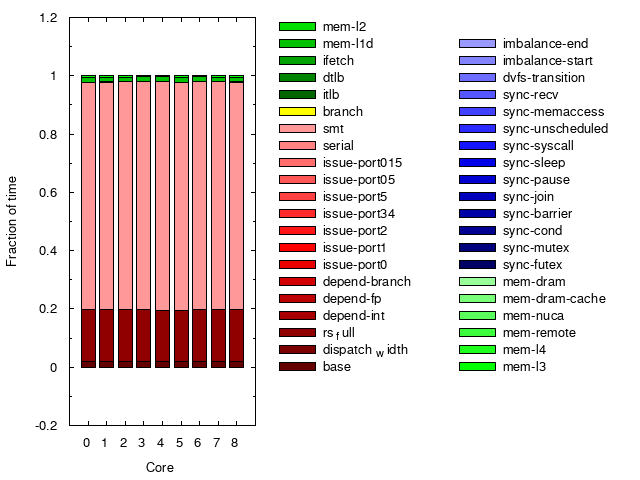 Fraction of time
1.2
1
0.8
0.6
0.4
0.2
0
-0.2
0 1 2 3 4 5 6 7 8
Core
mem-l2
mem-l1d
ifetch
dtlb
itlb
branch
smt
serial
issue-port015
issue-port05
issue-port5
issue-port34
issue-port2
issue-port1
issue-port0
depend-branch
depend-fp
depend-int
rs f ull
dispatch w idth
base
imbalance-end
imbalance-start
dvfs-transition
sync-recv
sync-memaccess
sync-unscheduled
sync-syscall
sync-sleep
sync-pause
sync-join
sync-barrier
sync-cond
sync-mutex
sync-futex
mem-dram
mem-dram-cache
mem-nuca
mem-remote
mem-l4
mem-l3